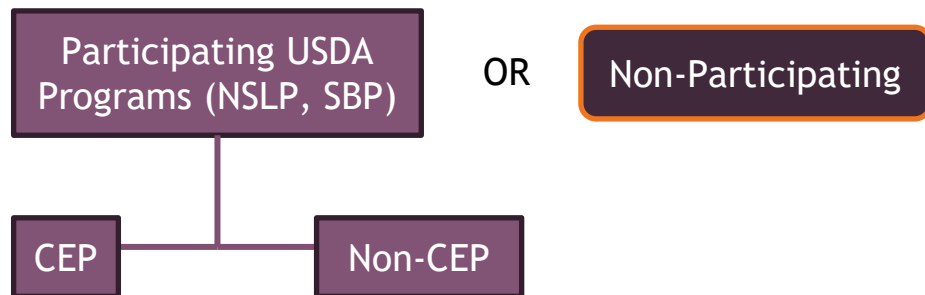 Participating USDA
Programs (NSLP, SBP)
OR
Non-Participating
CEP
Non-CEP